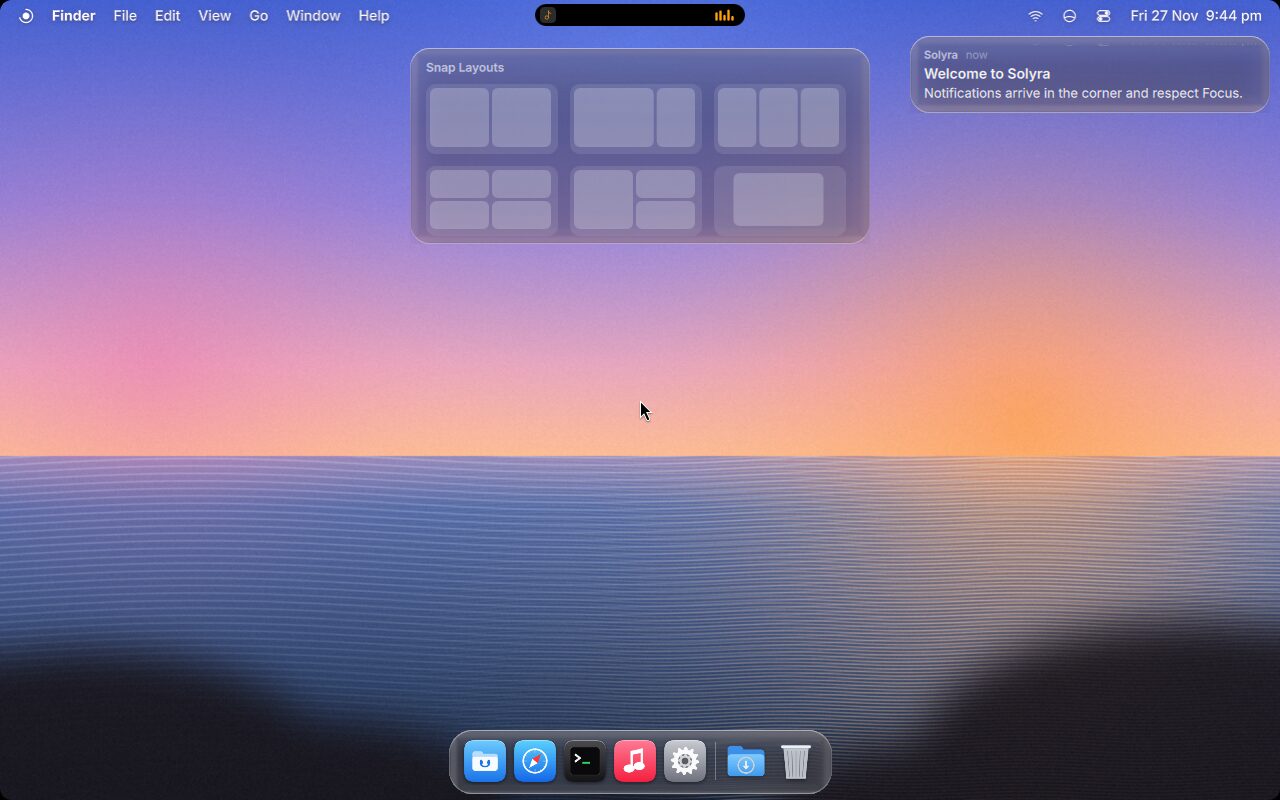 Finder File Edit View Go Window Help
Fri 27 Nov 9:44 pm
Snap Layouts
Solyra now
Welcome to Solyra
Notifications arrive in the corner and respect Focus.